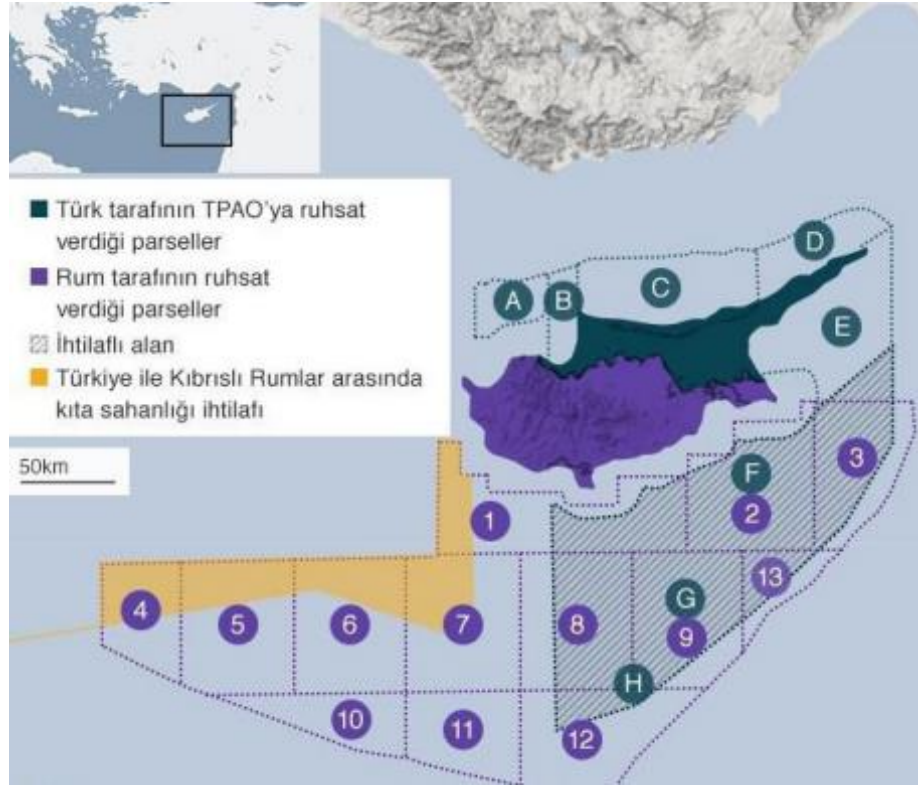 Türk tarafının TPAO'ya ruhsat
verdiği parseller
Rum tarafının ruhsat
verdiği parseller
İhtilaflı alan
Türkiye ile Kıbrıslı Rumlar arasında
kıta sahanlığı ihtilafı
50km
D
A
B
C
E
3
F
2
1
13
G
4
5
6
7
8
9
H
10
11
12